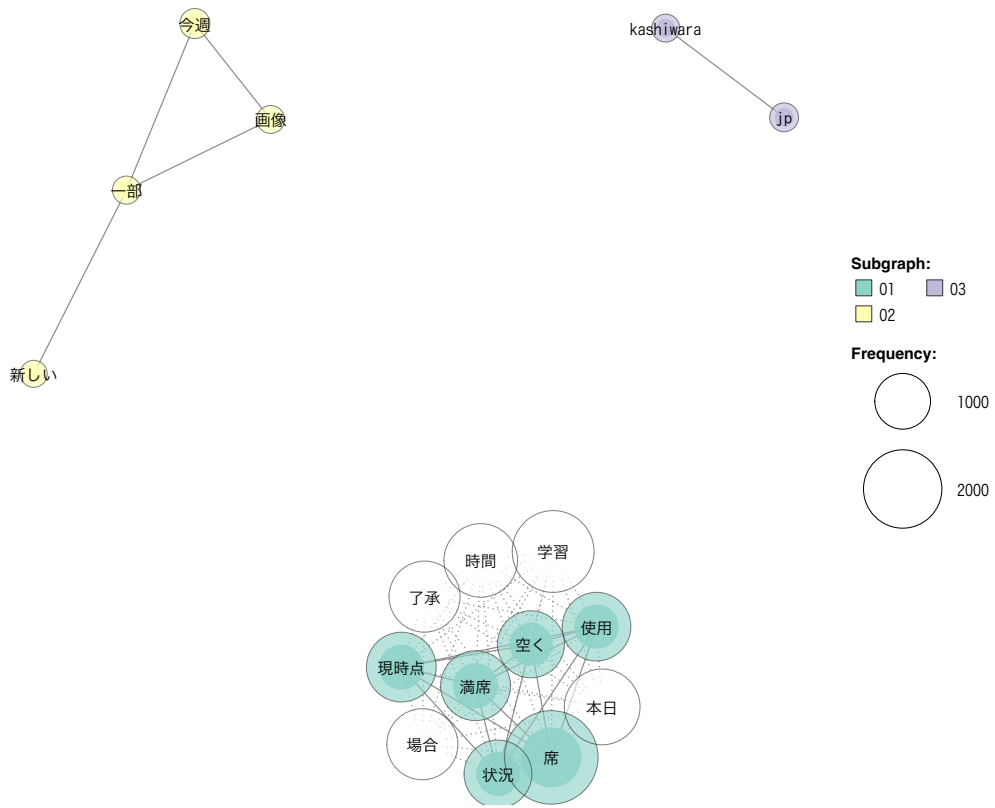 今週
kashiwara
画像
jp
一部
Subgraph:
01
03
02
Frequency:
新しい
1000
2000
学習
時間
了承
使用
空く
現時点
満席
本日
場合
席
状況